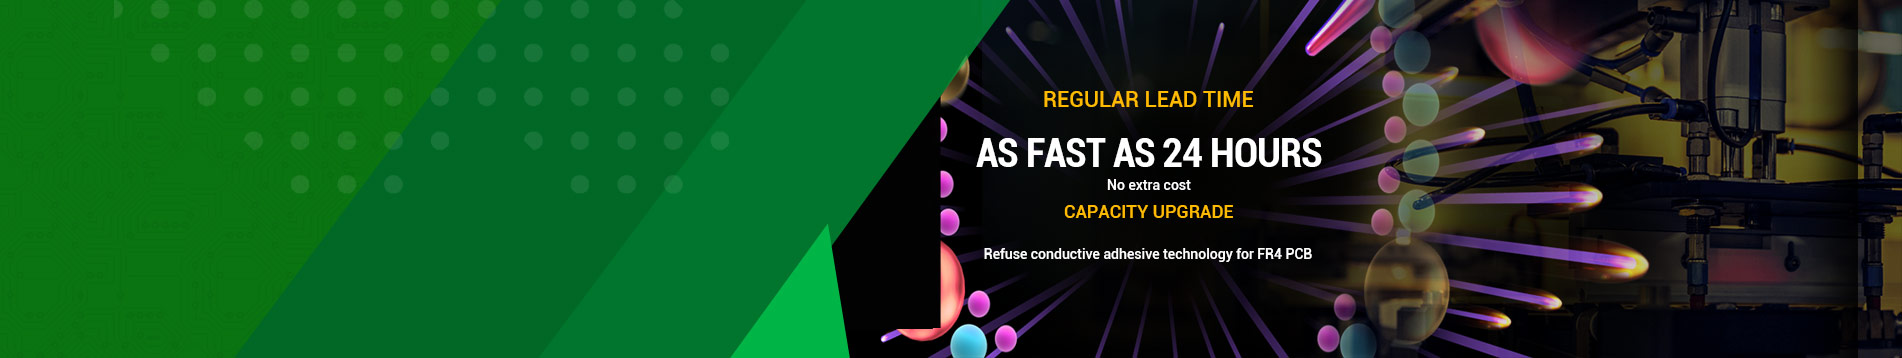 REGULAR LEAD TIME
AS FAST AS 24 HOURS
No extra cost
CAPACITY UPGRADE
Refuse conductive adhesive technology for FR4 PCB